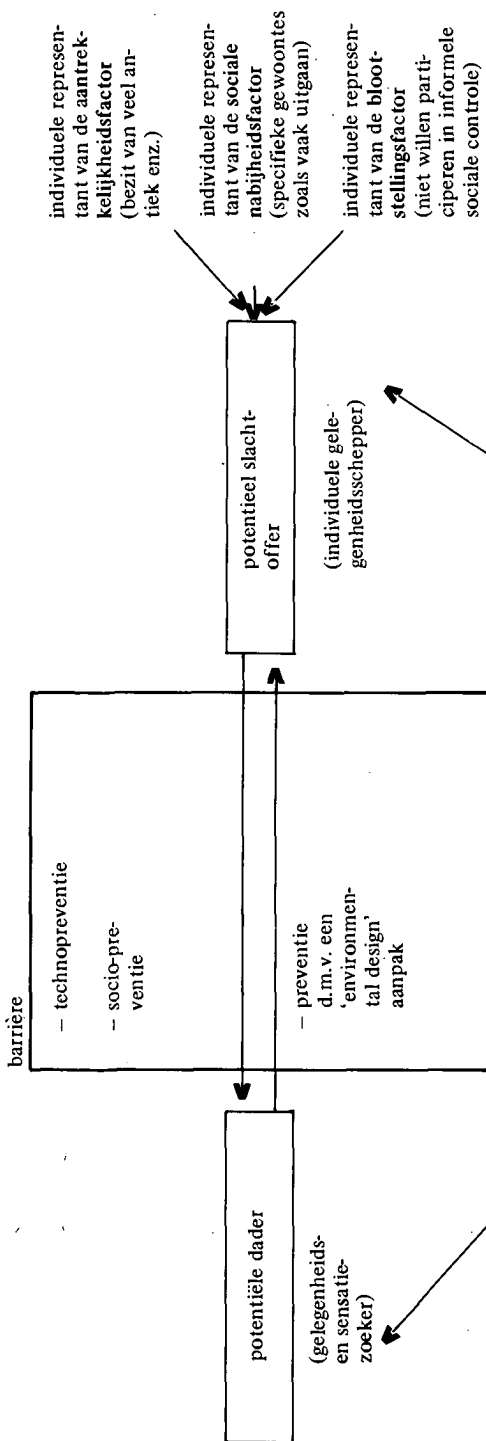 barrière
potentiële dader
(gelegenheids-
en sensatie-
zoeker)
– technopreventie
– socio-pre-
ventie
– preventie
d.m.v. een
‘environmen-
tal design’
aanpak
potentieel slacht-
offer
(individuele gele-
genheidsschepper)
individuele represen-
tant van de aantrek-
kelijkheidsfactor
(bezit van veel an-
tiek enz.)
individuele represen-
tant van de sociale
nabijheidsfactor
(specifieke gewoontes
zoals vaak uitgaan)
individuele represen-
tant van de bloot-
stellingsfactor
(niet willen parti-
ciperen in informele
sociale controle)